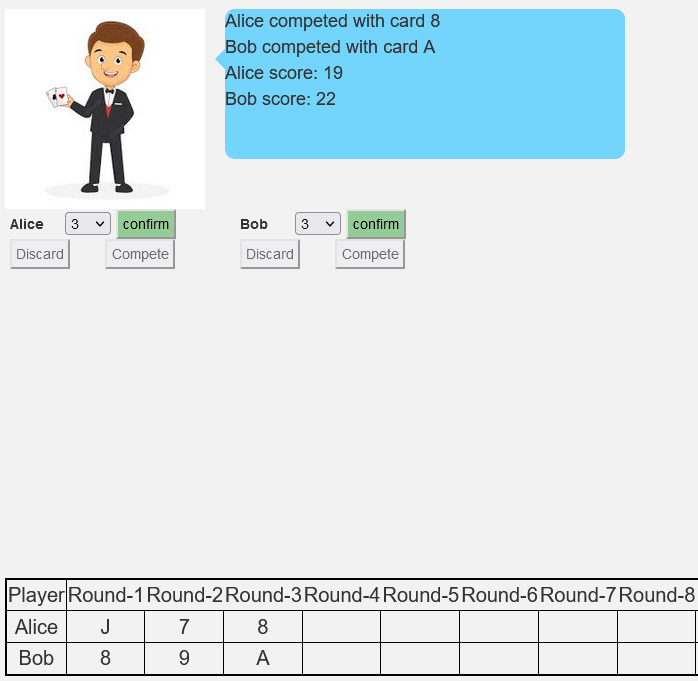 Alice competed with card 8
Bob competed with card A
Alice score: 19
Bob score: 22
Alice 3 confirm Bob 3 confirm
Discard Compete Discard Compete
Player Round-1 Round-2 Round-3 Round-4 Round-5 Round-6 Round-7 Round-8
Alice J 7 8
Bob 8 9 A